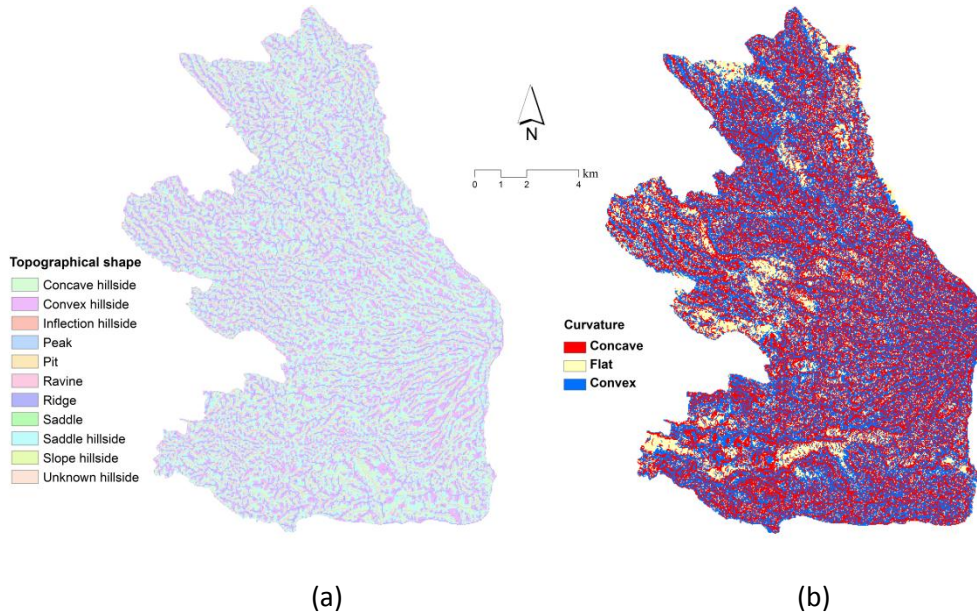 N
0 1 2 4 km
Topographical shape
Concave hillside
Convex hillside
Inflection hillside
Peak
Pit
Ravine
Ridge
Saddle
Saddle hillside
Slope hillside
Unknown hillside
Curvature
Concave
Flat
Convex
(a)
(b)